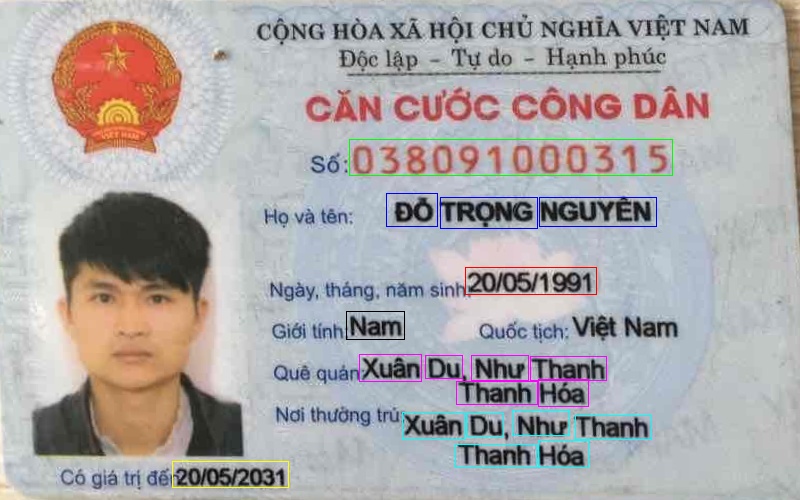 CỘNG HÒA XÃ HỘI CHỦ NGHĨA VIỆT NAM
Độc lập - Tự do - Hạnh phúc
CĂN CƯỚC CÔNG DÂN
Số: 038091000315
Họ và tên: ĐỖ TRỌNG NGUYÊN
Ngày, tháng, năm sinh: 20/05/1991
Giới tính: Nam Quốc tịch: Việt Nam
Quê quán: Xuân Du, Như Thanh
Thanh Hóa
Nơi thường trú: Xuân Du, Như Thanh
Thanh Hóa
Có giá trị đến 20/05/2031
VIỆT NAM